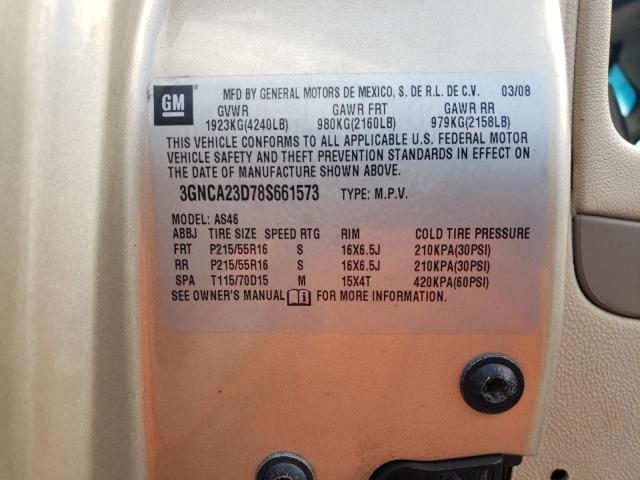 GM
MFD BY GENERAL MOTORS DE MEXICO, S. DE R.L. DE C.V. 03/08
GVWR GAWR FRT GAWR RR
1923KG(4240LB) 980KG(2160LB) 979KG(2158LB)
THIS VEHICLE CONFORMS TO ALL APPLICABLE U.S. FEDERAL MOTOR
VEHICLE SAFETY AND THEFT PREVENTION STANDARDS IN EFFECT ON
THE DATE OF MANUFACTURE SHOWN ABOVE.
3GNCA23D78S661573 TYPE: M.P.V.
MODEL: AS46
ABBJ TIRE SIZE SPEED RTG RIM COLD TIRE PRESSURE
FRT P215/55R16 S 16X6.5J 210KPA(30PSI)
RR P215/55R16 S 16X6.5J 210KPA(30PSI)
SPA T115/70D15 M 15X4T 420KPA(60PSI)
SEE OWNER'S MANUAL FOR MORE INFORMATION.